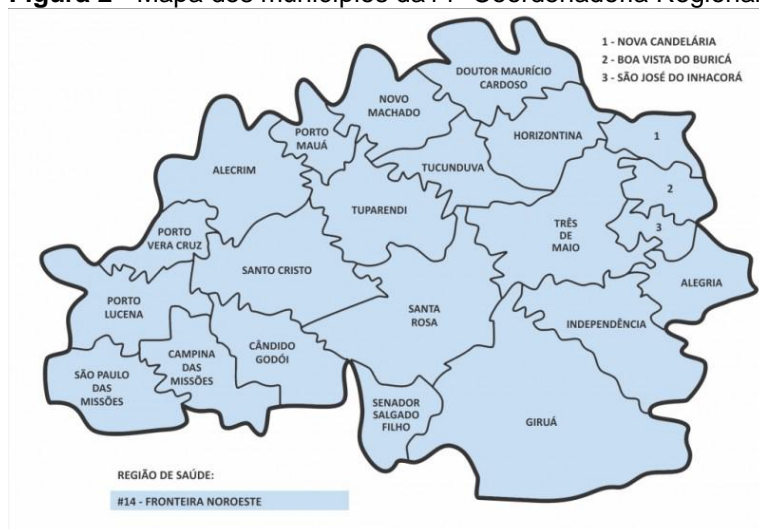 Figura 2 - Mapa dos municípios da14ª Coordenadoria Regional
1 - NOVA CANDELÁRIA
2 - BOA VISTA DO BURICÁ
3 - SÃO JOSÉ DO INHACORÁ
DOUTOR MAURÍCIO
CARDOSO
NOVO
MACHADO
PORTO
MAUÁ
HORIZONTINA
1
ALECRIM
TUCUNDUVA
2
TUPARENDI
PORTO
VERA CRUZ
TRÊS
DE
MAIO
3
SANTO CRISTO
ALEGRIA
PORTO
LUCENA
SANTA
ROSA
INDEPENDÊNCIA
CÂNDIDO
GODÓI
CAMPINA
DAS
MISSÕES
SÃO PAULO
DAS
MISSÕES
SENADOR
SALGADO
FILHO
GIRUÁ
REGIÃO DE SAÚDE:
#14 - FRONTEIRA NOROESTE